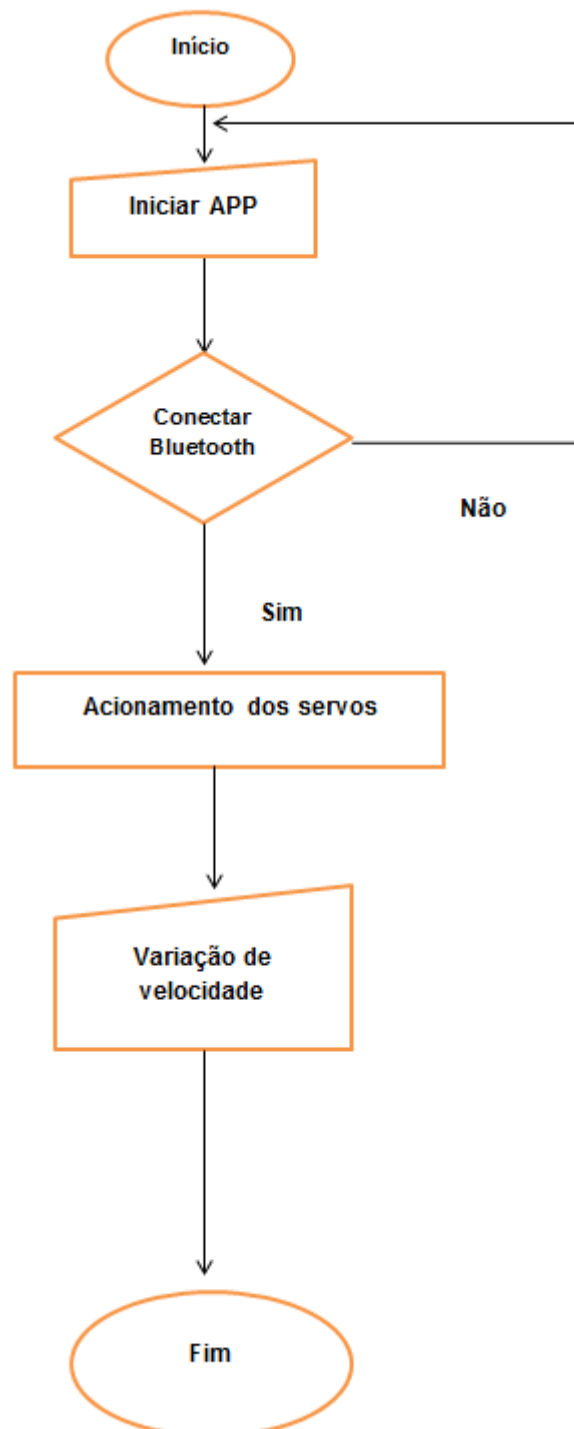 Início
Iniciar APP
Conectar
Bluetooth
Não
Sim
Acionamento dos servos
Variação de
velocidade
Fim